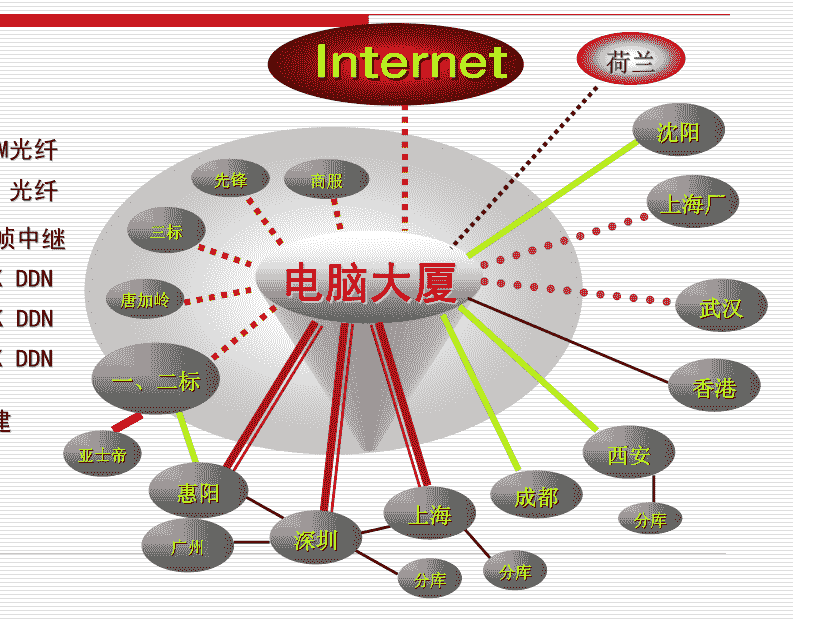 Internet
荷兰
沈阳
M光纤
先锋
商服
光纤
上海厂
三标
帧中继
K DDN
电脑大厦
唐加岭
武汉
K DDN
K DDN
一、二标
香港
建
亚士帝
西安
惠阳
成都
上海
分库
深圳
广州
分库
分库